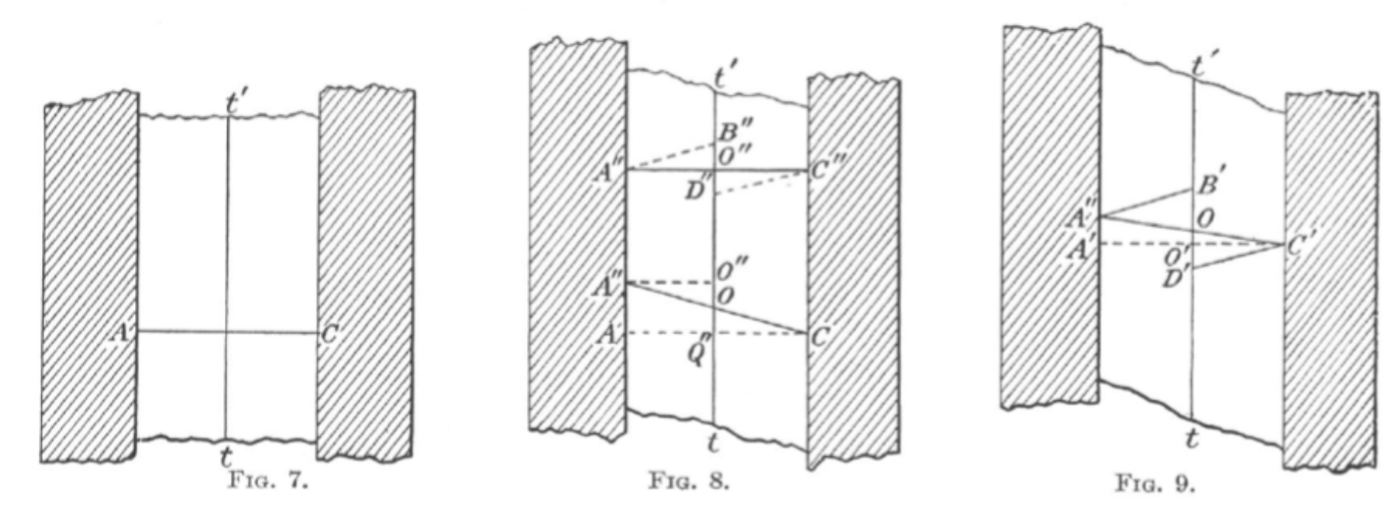 t′
A C
t
FIG. 7.
t′
B″
O″
A″ C″
D″
O″
A″
O
A C
Q″
t
FIG. 8.
t′
B′
A″ O
A′ O′ C′
D′
t
FIG. 9.